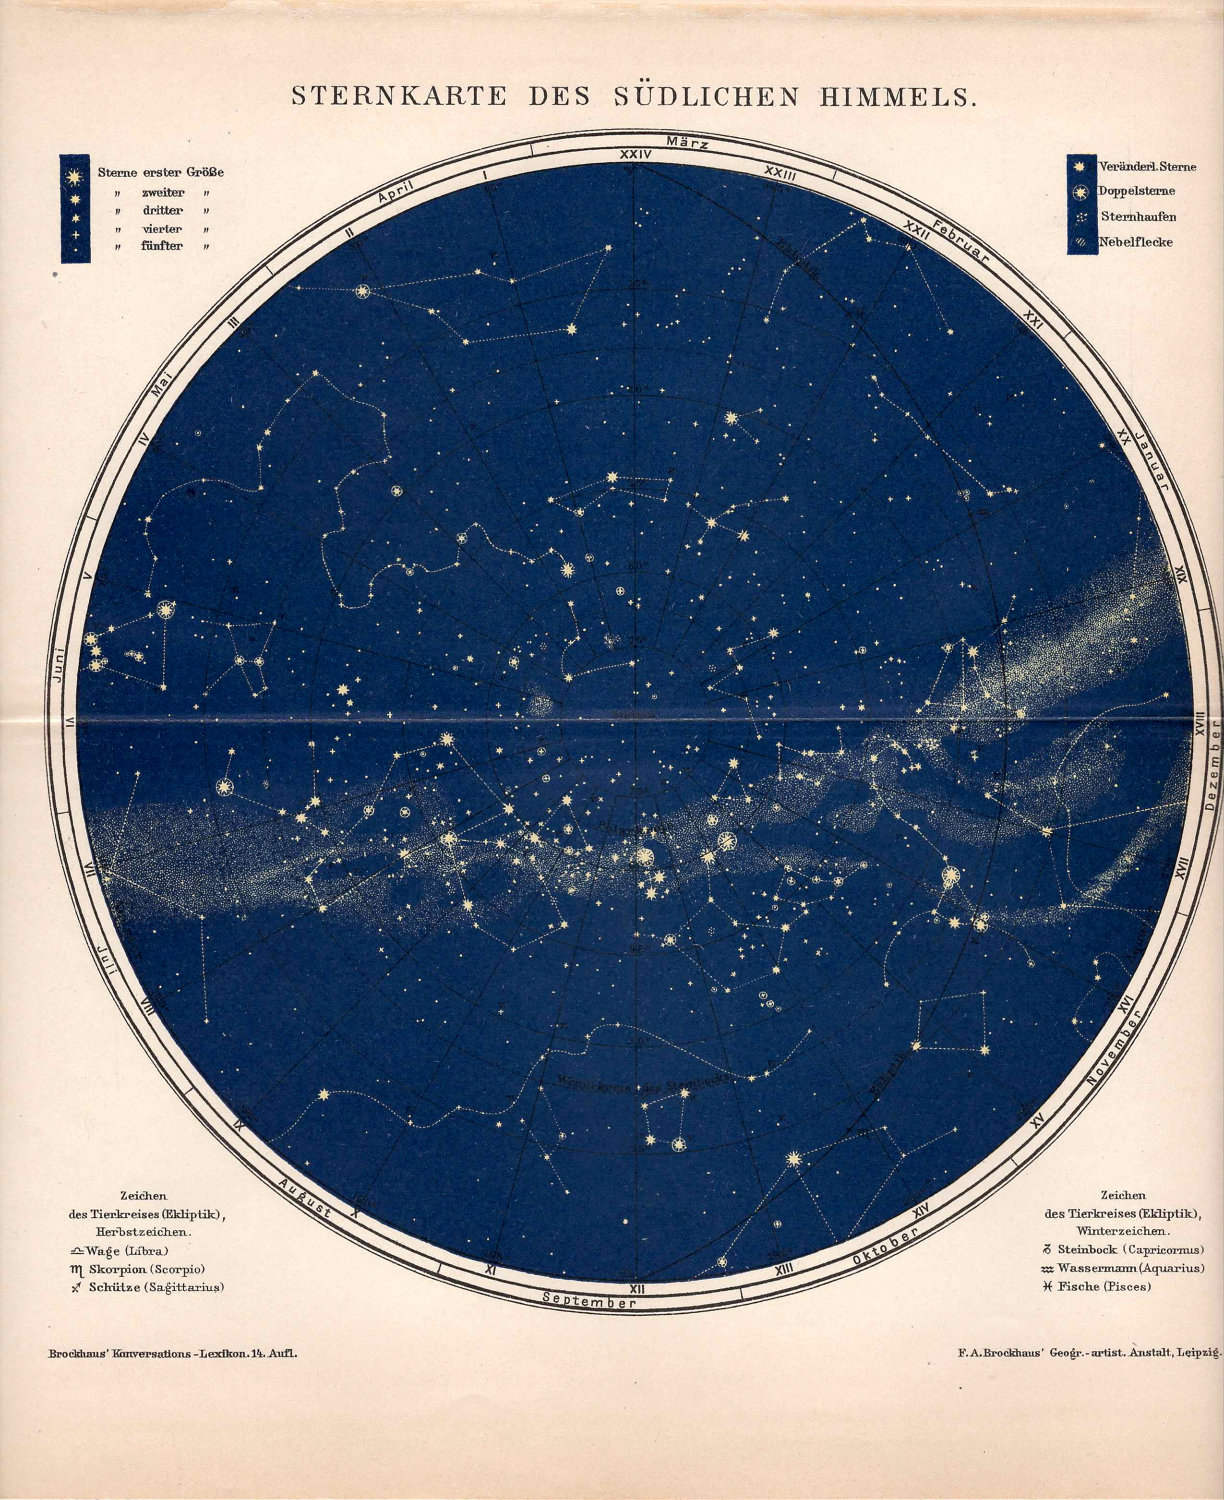 STERNKARTE DES SÜDLICHEN HIMMELS.
Sterne erster Größe
" zweiter "
" dritter "
" vierter "
" fünfter "
Veränderl. Sterne
Doppelsterne
Sternhaufen
Nebelflecke
März
Februar
Januar
Dezember
November
Oktober
September
August
Juli
Juni
Mai
April
XXIV
XXIII
XXII
XXI
XX
XIX
XVIII
XVII
XVI
XV
XIV
XIII
XII
XI
X
IX
VIII
VII
VI
V
IV
III
II
I
Wendekreis des Steinbocks
Zeichen
des Tierkreises (Ekliptik),
Herbstzeichen.
♎ Wage (Libra)
♏ Skorpion (Scorpio)
♐ Schütze (Sagittarius)
Zeichen
des Tierkreises (Ekliptik),
Winterzeichen.
♑ Steinbock (Capricornus)
♒ Wassermann (Aquarius)
♓ Fische (Pisces)
Brockhaus' Konversations-Lexikon. 14. Aufl.
F. A. Brockhaus' Geogr.-artist. Anstalt, Leipzig.